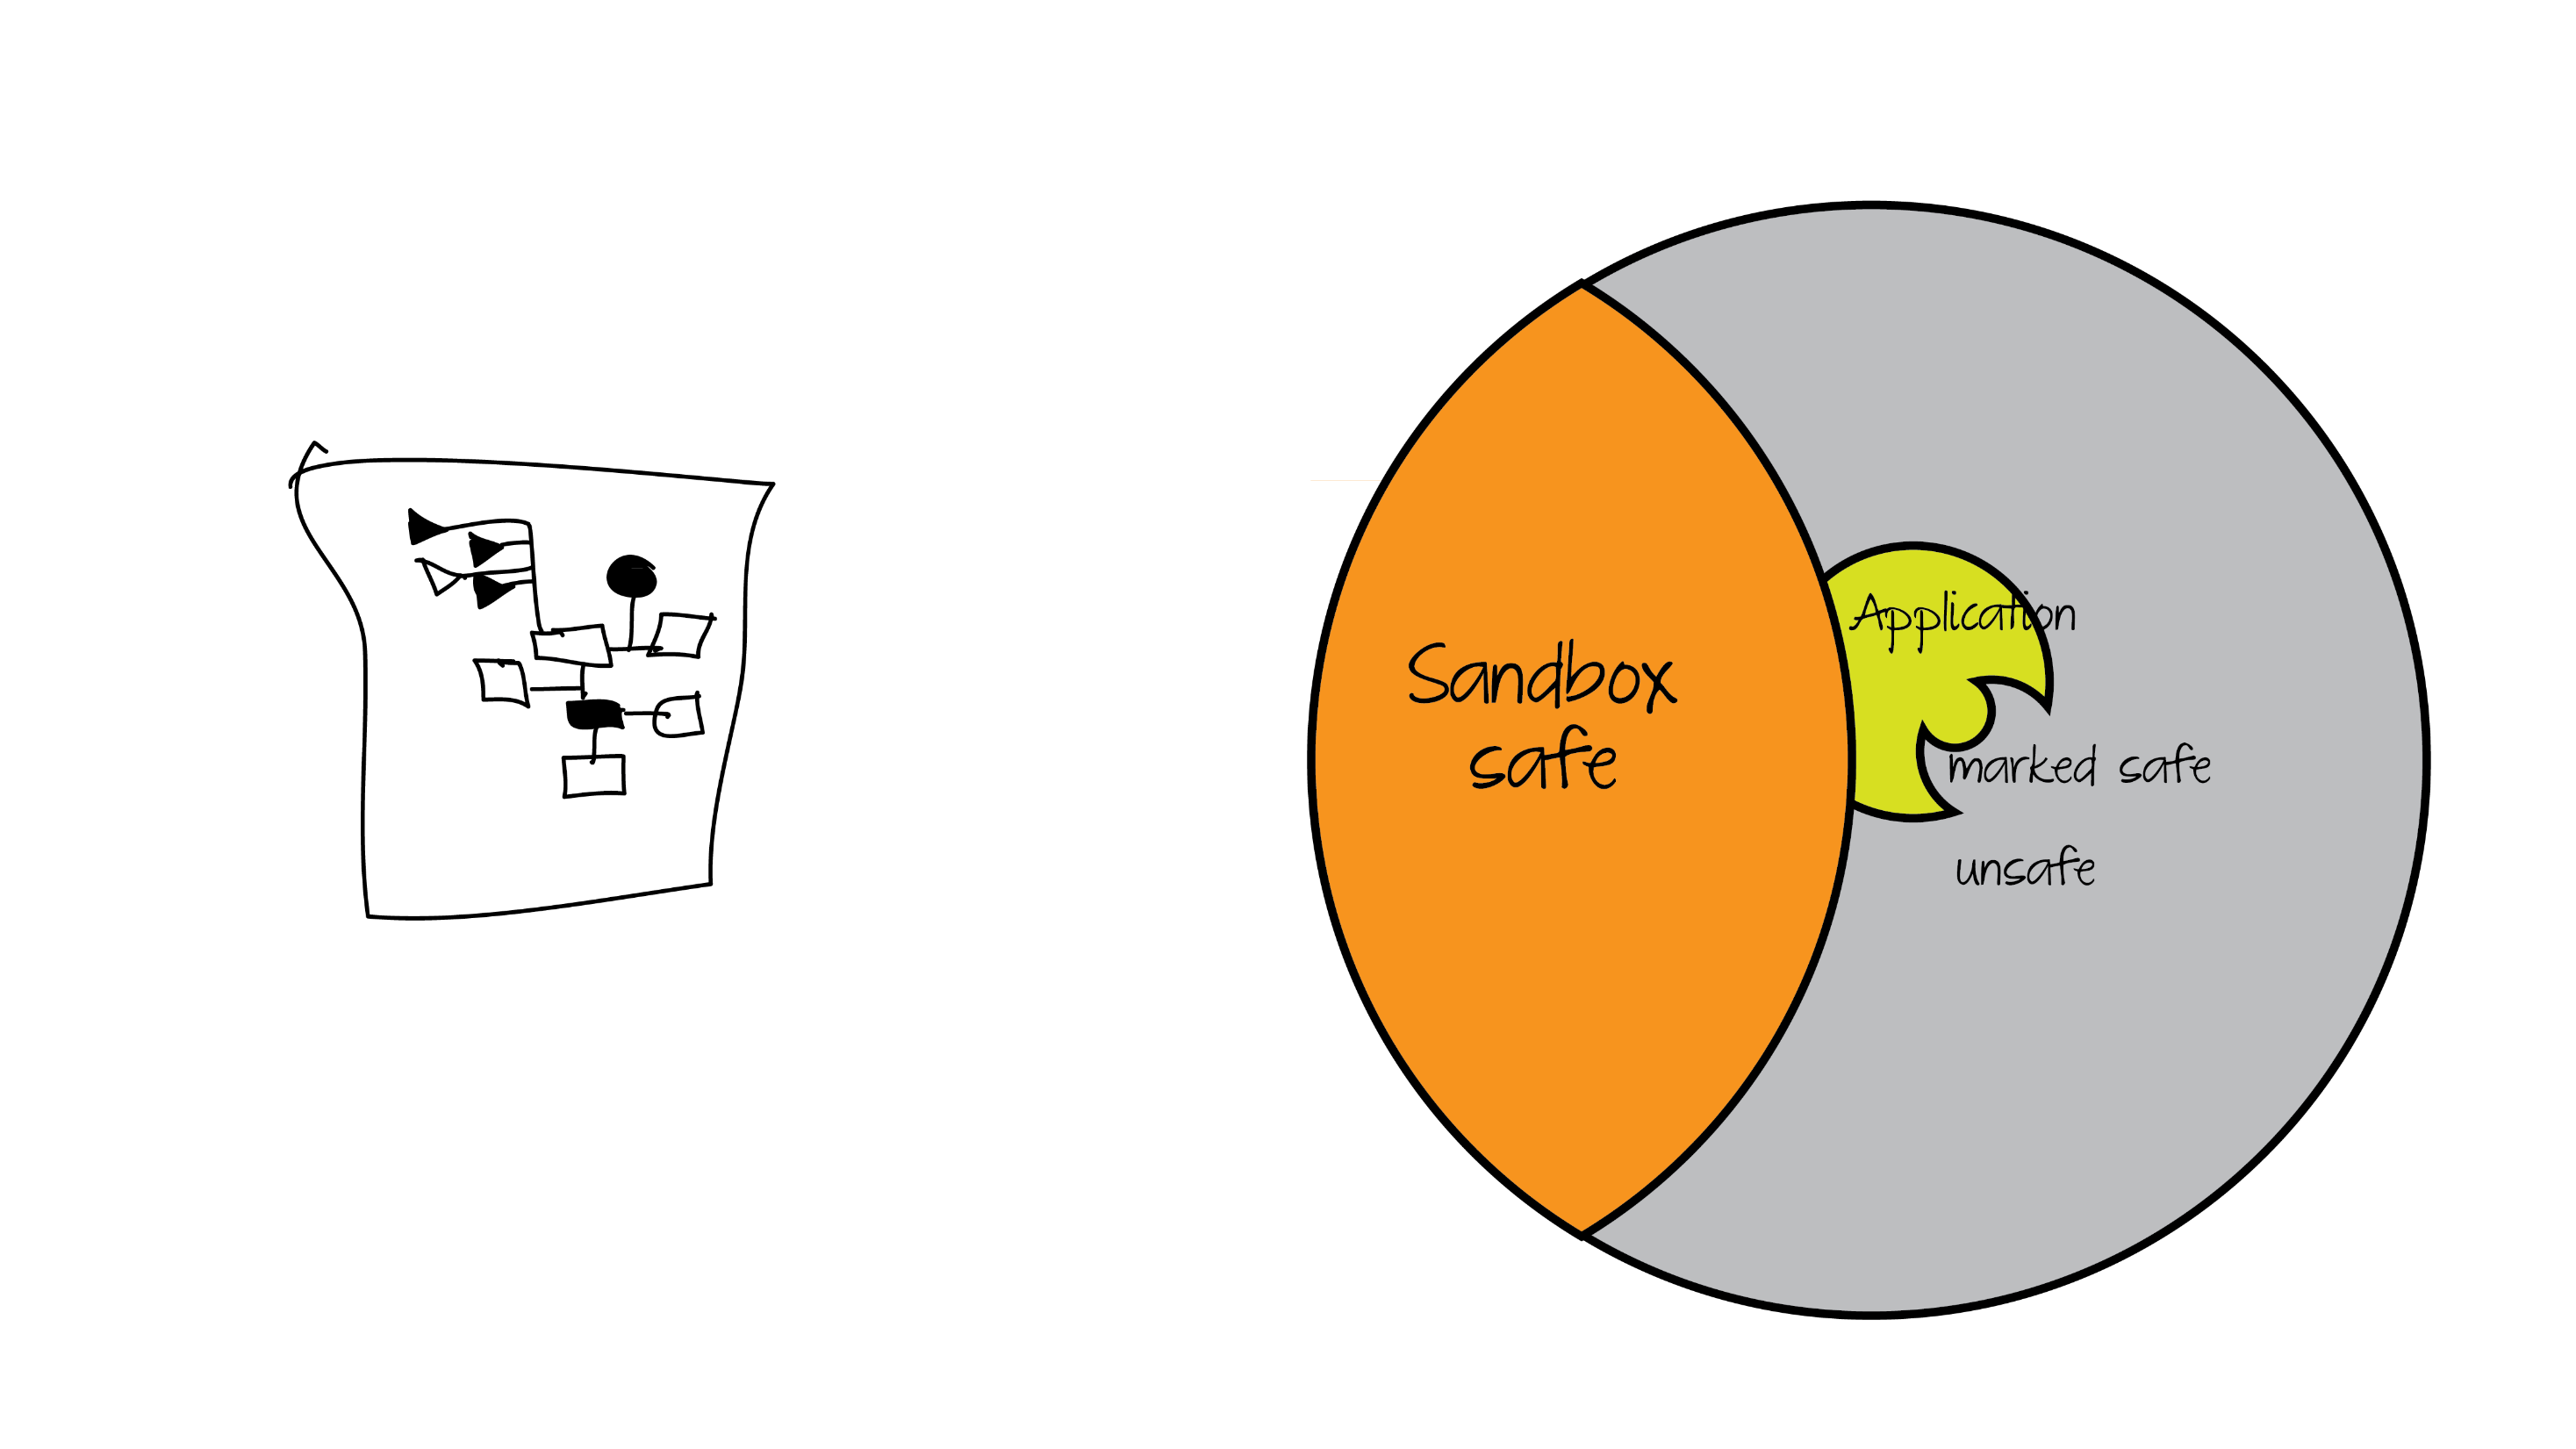 Sandbox
safe
Application
marked safe
unsafe